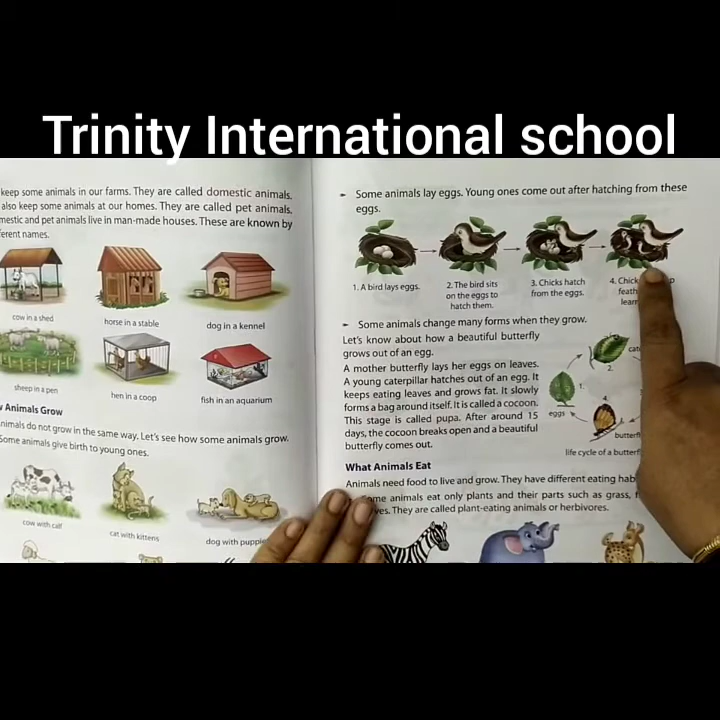 Trinity International school
keep some animals in our farms. They are called domestic animals.
also keep some animals at our homes. They are called pet animals.
mestic and pet animals live in man-made houses. These are known by
ferent names.
cow in a shed
horse in a stable
dog in a kennel
sheep in a pen
hen in a coop
fish in an aquarium
Animals Grow
nimals do not grow in the same way. Let's see how some animals grow.
Some animals give birth to young ones.
cow with calf
cat with kittens
dog with puppie
Some animals lay eggs. Young ones come out after hatching from these
eggs.
1. A bird lays eggs.
2. The bird sits
on the eggs to
hatch them.
3. Chicks hatch
from the eggs.
4. Chick
feath
learn
Some animals change many forms when they grow.
Let's know about how a beautiful butterfly
grows out of an egg.
A mother butterfly lays her eggs on leaves.
A young caterpillar hatches out of an egg. It
keeps eating leaves and grows fat. It slowly
forms a bag around itself. It is called a cocoon.
This stage is called pupa. After around 15
days, the cocoon breaks open and a beautiful
butterfly comes out.
cat
2.
1.
eggs
4.
butterf
life cycle of a butterf
What Animals Eat
Animals need food to live and grow. They have different eating hab
ome animals eat only plants and their parts such as grass, f
ves. They are called plant-eating animals or herbivores.